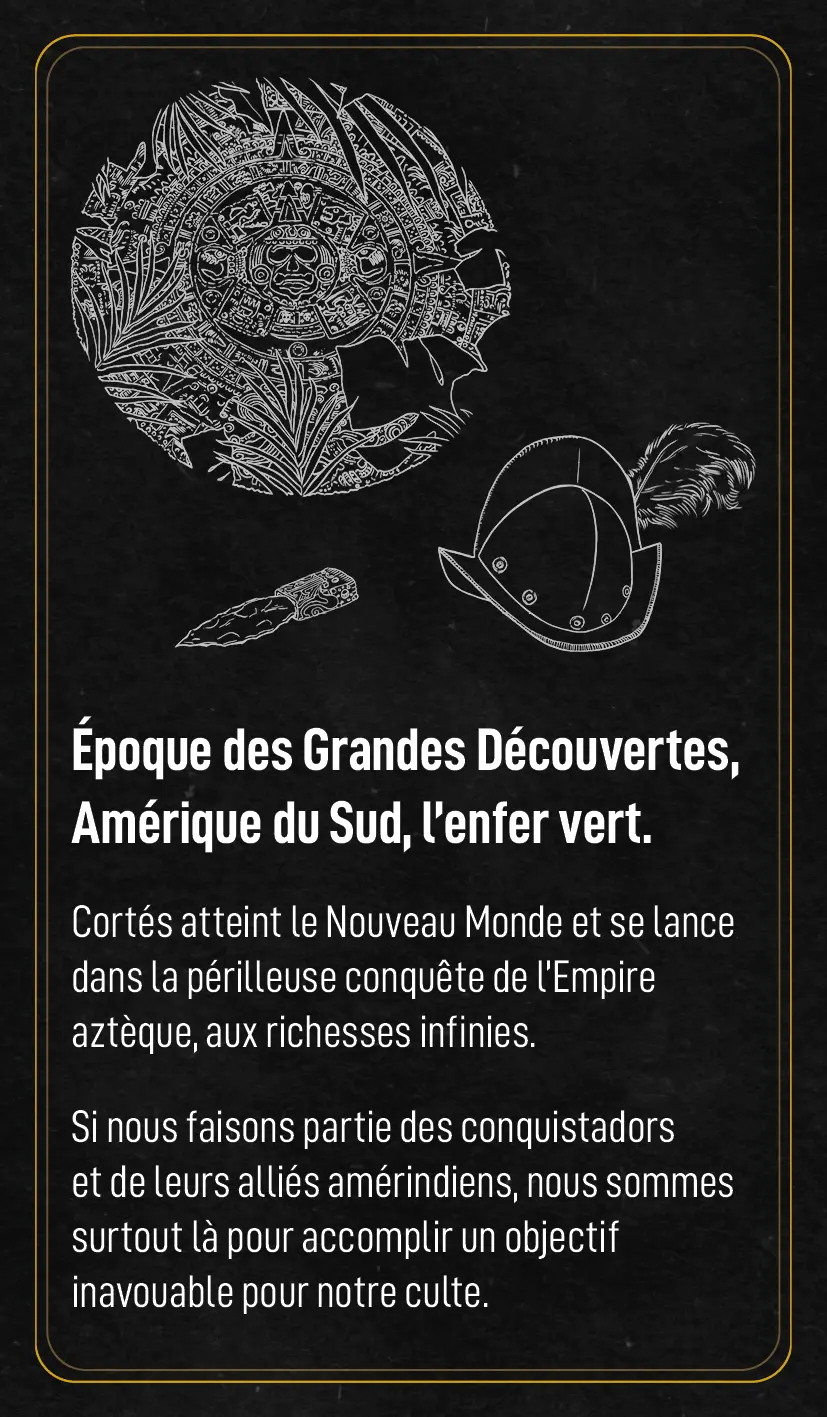 Époque des Grandes Découvertes,
Amérique du Sud, l'enfer vert.
Cortés atteint le Nouveau Monde et se lance
dans la périlleuse conquête de l'Empire
aztèque, aux richesses infinies.
Si nous faisons partie des conquistadors
et de leurs alliés amérindiens, nous sommes
surtout là pour accomplir un objectif
inavouable pour notre culte.